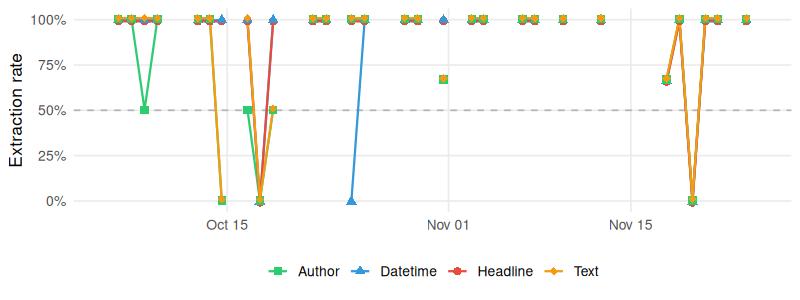 Extraction rate
100%
75%
50%
25%
0%
Oct 15
Nov 01
Nov 15
Author
Datetime
Headline
Text